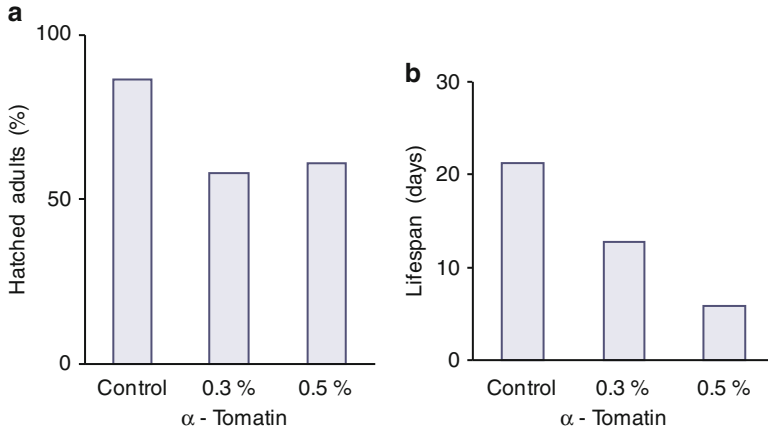 a
100
50
0
Hatched adults (%)
Control 0.3 % 0.5 %
α - Tomatin
b
30
20
10
0
Lifespan (days)
Control 0.3 % 0.5 %
α - Tomatin